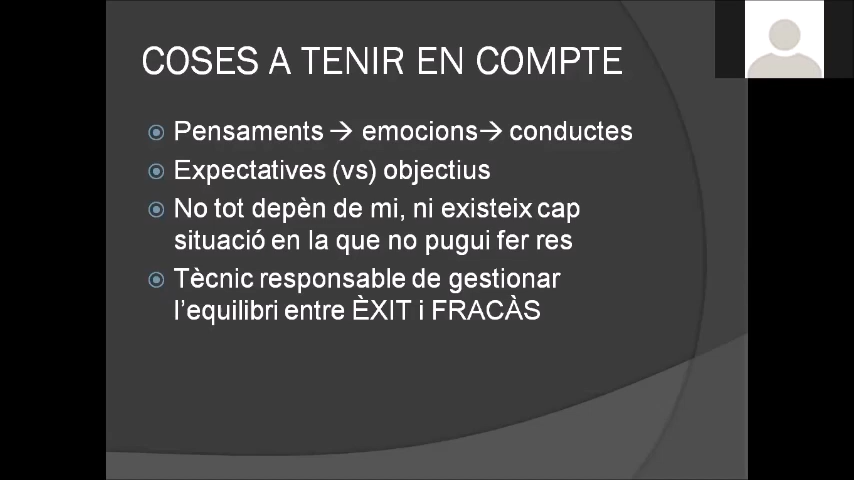 COSES A TENIR EN COMPTE
Pensaments → emocions→ conductes
Expectatives (vs) objectius
No tot depèn de mi, ni existeix cap
situació en la que no pugui fer res
Tècnic responsable de gestionar
l’equilibri entre ÈXIT i FRACÀS